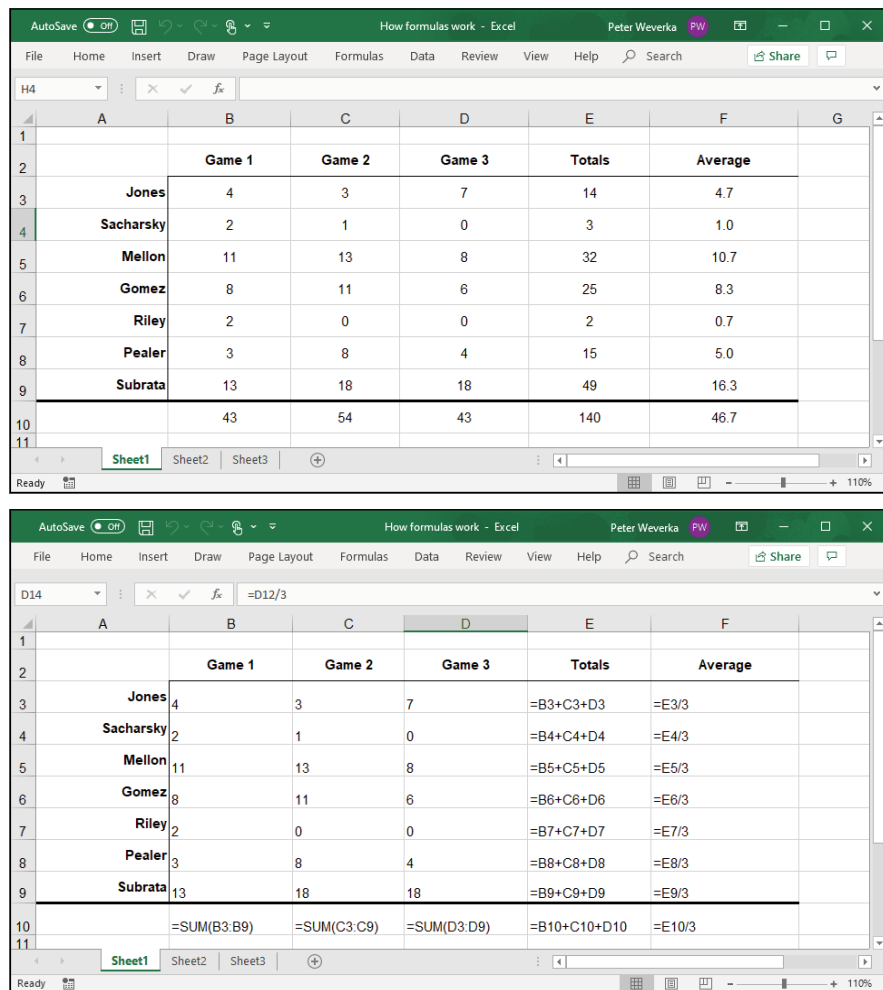 AutoSave Off How formulas work - Excel Peter Weverka PW
File Home Insert Draw Page Layout Formulas Data Review View Help Search Share
H4 fx
A B C D E F G
1
2 Game 1 Game 2 Game 3 Totals Average
3 Jones 4 3 7 14 4.7
4 Sacharsky 2 1 0 3 1.0
5 Mellon 11 13 8 32 10.7
6 Gomez 8 11 6 25 8.3
7 Riley 2 0 0 2 0.7
8 Pealer 3 8 4 15 5.0
9 Subrata 13 18 18 49 16.3
10 43 54 43 140 46.7
11
Sheet1 Sheet2 Sheet3
Ready 110%
AutoSave Off How formulas work - Excel Peter Weverka PW
File Home Insert Draw Page Layout Formulas Data Review View Help Search Share
D14 fx =D12/3
A B C D E F
1
2 Game 1 Game 2 Game 3 Totals Average
3 Jones 4 3 7 =B3+C3+D3 =E3/3
4 Sacharsky 2 1 0 =B4+C4+D4 =E4/3
5 Mellon 11 13 8 =B5+C5+D5 =E5/3
6 Gomez 8 11 6 =B6+C6+D6 =E6/3
7 Riley 2 0 0 =B7+C7+D7 =E7/3
8 Pealer 3 8 4 =B8+C8+D8 =E8/3
9 Subrata 13 18 18 =B9+C9+D9 =E9/3
10 =SUM(B3:B9) =SUM(C3:C9) =SUM(D3:D9) =B10+C10+D10 =E10/3
11
Sheet1 Sheet2 Sheet3
Ready 110%